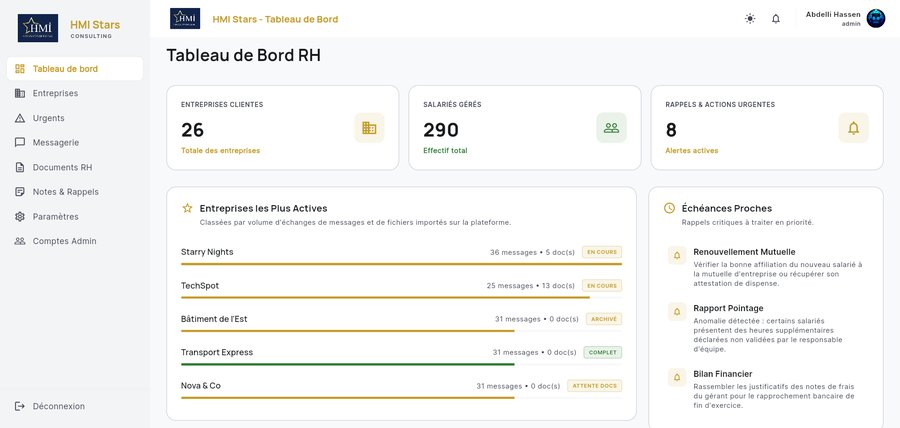 HMI
HMI Stars
CONSULTING
Tableau de bord
Entreprises
Urgents
Messagerie
Documents RH
Notes & Rappels
Paramètres
Comptes Admin
Déconnexion
HMI
HMI Stars - Tableau de Bord
Abdelli Hassen
admin
Tableau de Bord RH
ENTREPRISES CLIENTES
26
Totale des entreprises
SALARIÉS GÉRÉS
290
Effectif total
RAPPELS & ACTIONS URGENTES
8
Alertes actives
Entreprises les Plus Actives
Classées par volume d'échanges de messages et de fichiers importés sur la plateforme.
Starry Nights 36 messages • 5 doc(s) EN COURS
TechSpot 25 messages • 13 doc(s) EN COURS
Bâtiment de l'Est 31 messages • 0 doc(s) ARCHIVÉ
Transport Express 31 messages • 0 doc(s) COMPLET
Nova & Co 31 messages • 0 doc(s) ATTENTE DOCS
Échéances Proches
Rappels critiques à traiter en priorité.
Renouvellement Mutuelle
Vérifier la bonne affiliation du nouveau salarié à
la mutuelle d'entreprise ou récupérer son
attestation de dispense.
Rapport Pointage
Anomalie détectée : certains salariés
présentent des heures supplémentaires
déclarées non validées par le responsable
d'équipe.
Bilan Financier
Rassembler les justificatifs des notes de frais
du gérant pour le rapprochement bancaire de
fin d'exercice.